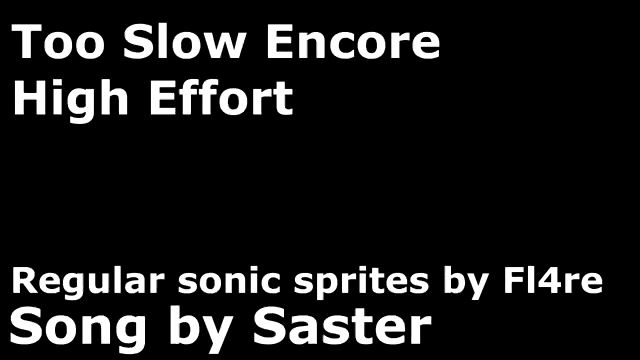 Too Slow Encore
High Effort
Regular sonic sprites by Fl4re
Song by Saster